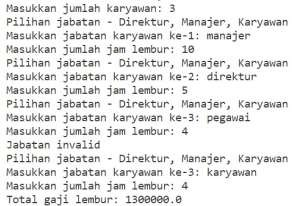 Masukkan jumlah karyawan: 3
Pilihan jabatan - Direktur, Manajer, Karyawan
Masukkan jabatan karyawan ke-1: manajer
Masukkan jumlah jam lembur: 10
Pilihan jabatan - Direktur, Manajer, Karyawan
Masukkan jabatan karyawan ke-2: direktur
Masukkan jumlah jam lembur: 5
Pilihan jabatan - Direktur, Manajer, Karyawan
Masukkan jabatan karyawan ke-3: pegawai
Masukkan jumlah jam lembur: 4
Jabatan invalid
Pilihan jabatan - Direktur, Manajer, Karyawan
Masukkan jabatan karyawan ke-3: karyawan
Masukkan jumlah jam lembur: 4
Total gaji lembur: 1300000.0